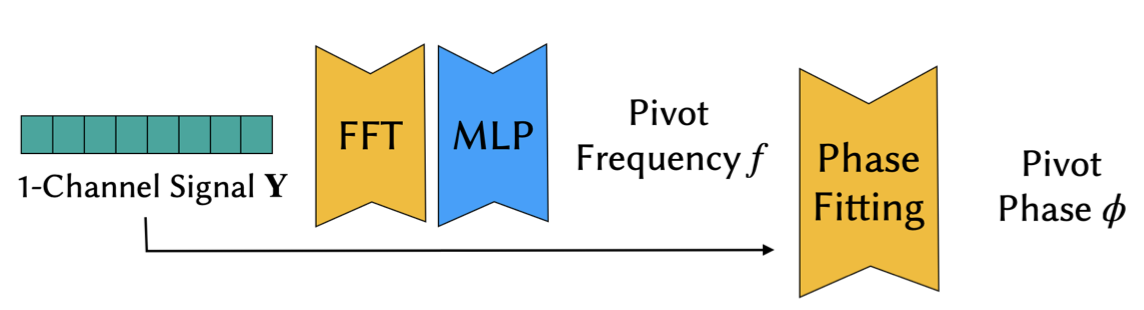 1-Channel Signal Y
FFT
MLP
Pivot
Frequency f
Phase
Fitting
Pivot
Phase ϕ